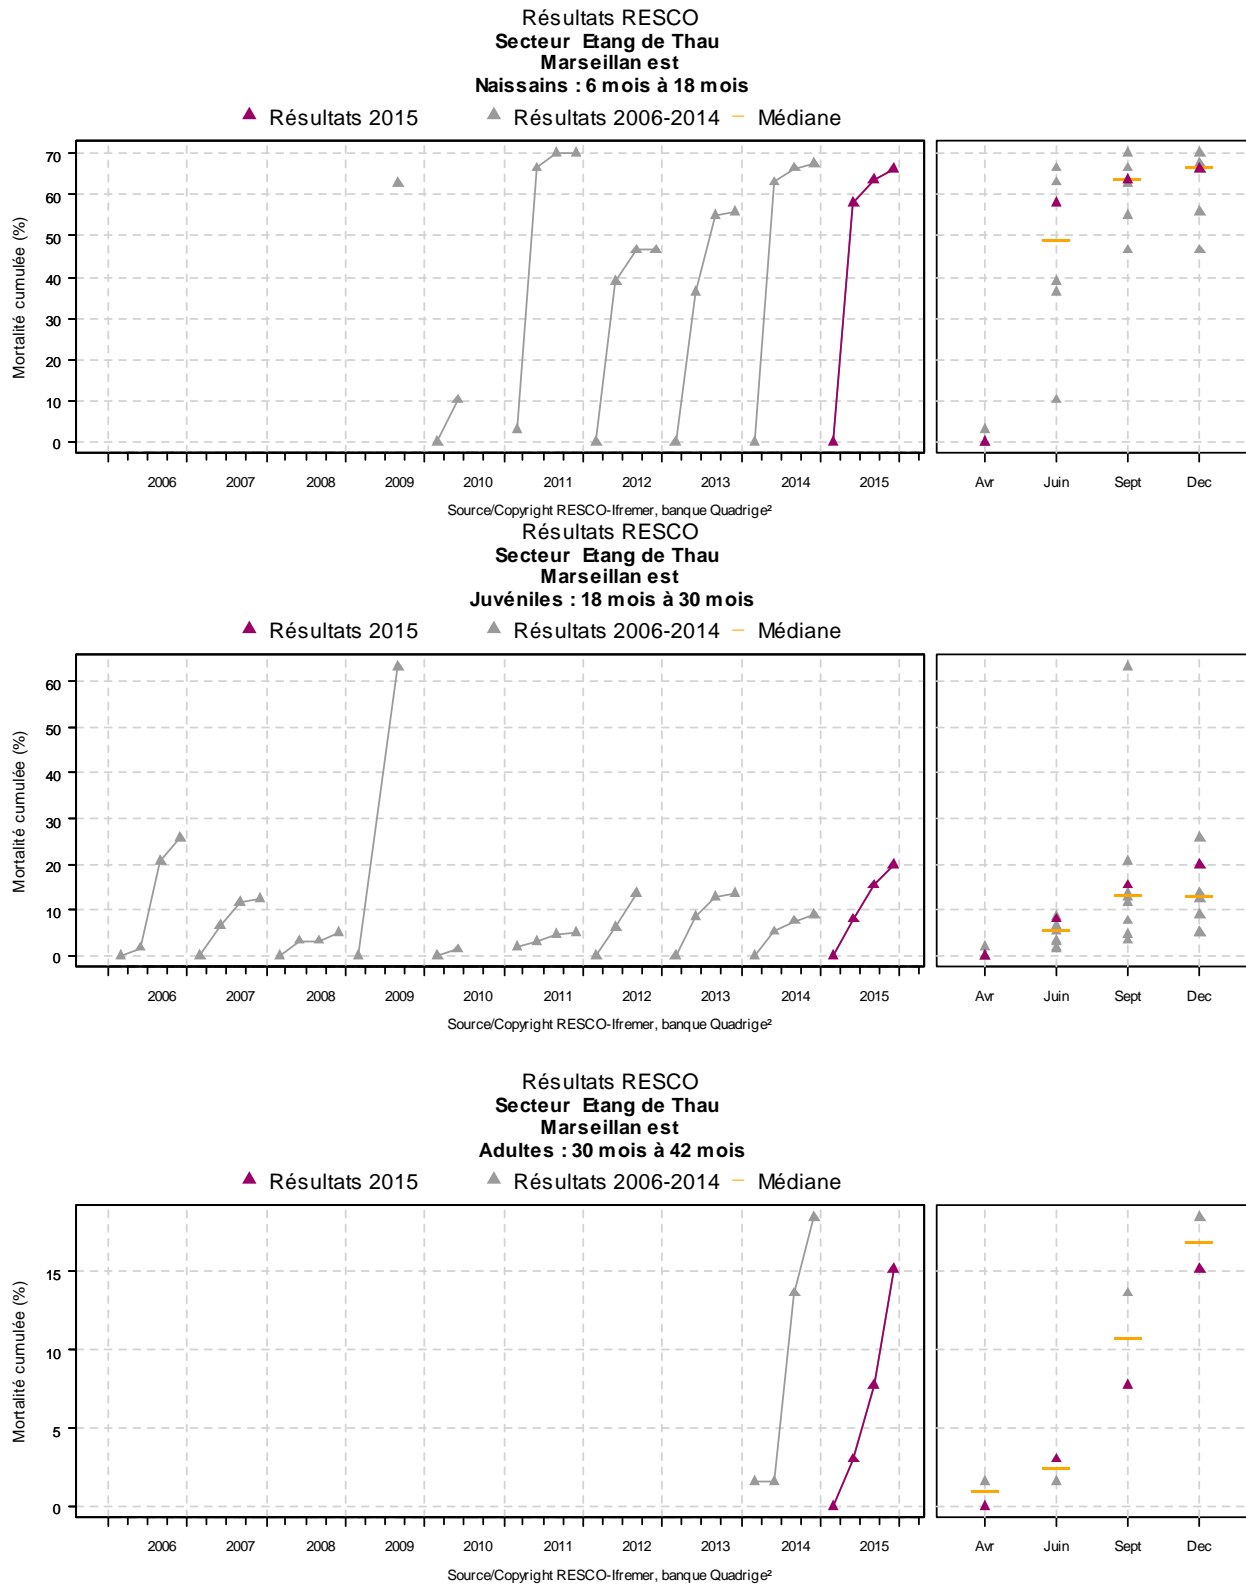 Résultats RESCO
Secteur Etang de Thau
Marseillan est
Naissains : 6 mois à 18 mois
Résultats 2015 Résultats 2006-2014 Médiane
Mortalité cumulée (%)
70
60
50
40
30
20
10
0
2006 2007 2008 2009 2010 2011 2012 2013 2014 2015
Avr Juin Sept Dec
Source/Copyright RESCO-Ifremer, banque Quadrige²
Résultats RESCO
Secteur Etang de Thau
Marseillan est
Juvéniles : 18 mois à 30 mois
Résultats 2015 Résultats 2006-2014 Médiane
Mortalité cumulée (%)
60
50
40
30
20
10
0
2006 2007 2008 2009 2010 2011 2012 2013 2014 2015
Avr Juin Sept Dec
Source/Copyright RESCO-Ifremer, banque Quadrige²
Résultats RESCO
Secteur Etang de Thau
Marseillan est
Adultes : 30 mois à 42 mois
Résultats 2015 Résultats 2006-2014 Médiane
Mortalité cumulée (%)
15
10
5
0
2006 2007 2008 2009 2010 2011 2012 2013 2014 2015
Avr Juin Sept Dec
Source/Copyright RESCO-Ifremer, banque Quadrige²